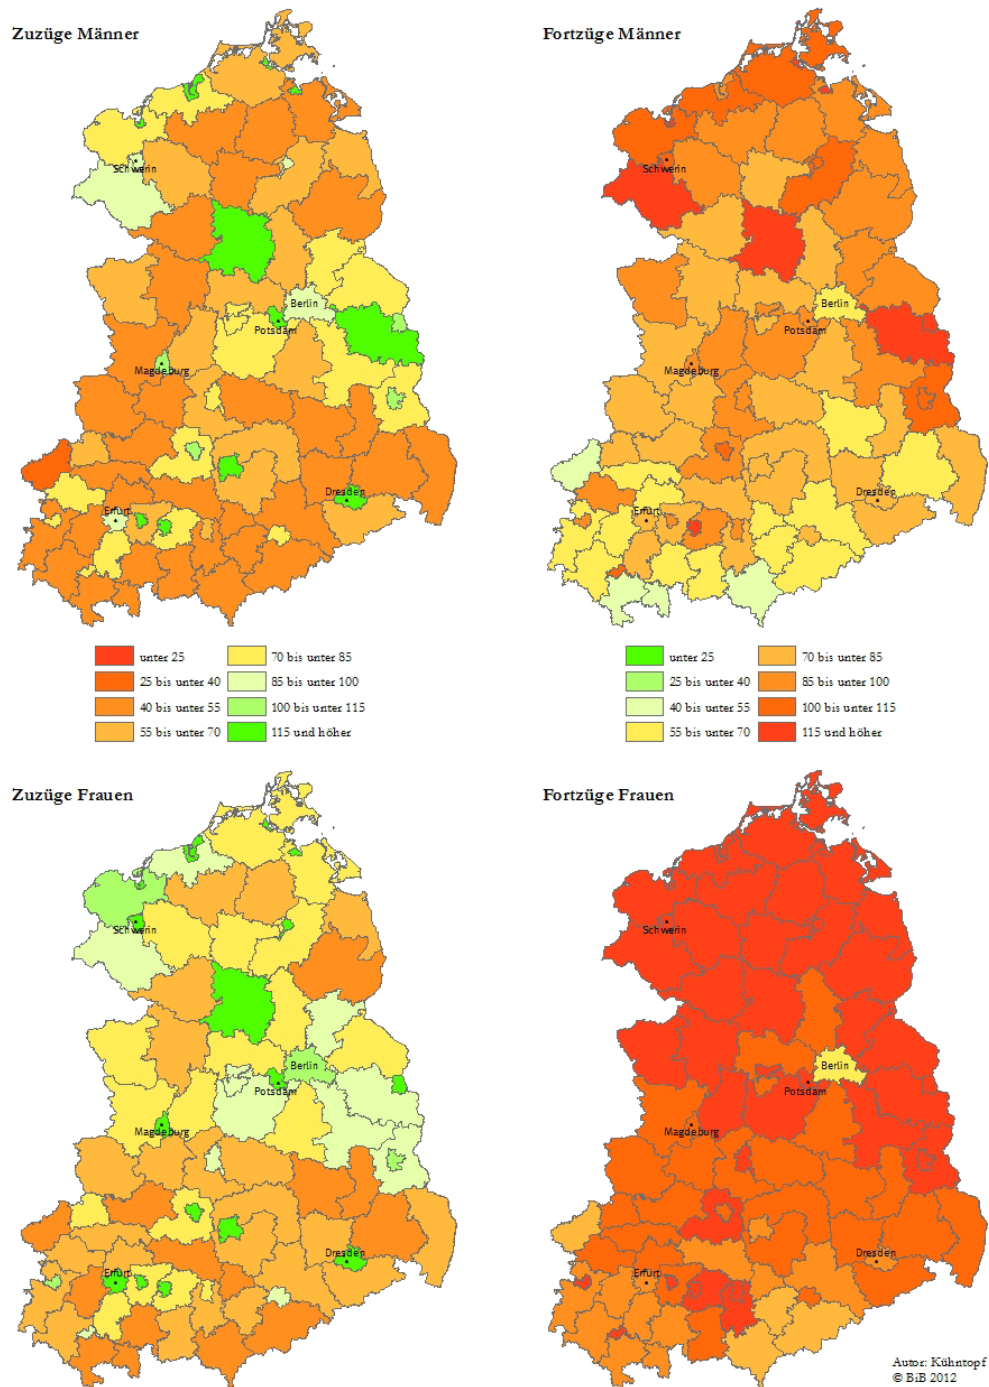 Zuzüge Männer
Fortzüge Männer
Schwerin
Berlin
Potsdam
Magdeburg
Dresden
Erfurt
Schwerin
Berlin
Potsdam
Magdeburg
Dresden
Erfurt
unter 25
25 bis unter 40
40 bis unter 55
55 bis unter 70
70 bis unter 85
85 bis unter 100
100 bis unter 115
115 und höher
unter 25
25 bis unter 40
40 bis unter 55
55 bis unter 70
70 bis unter 85
85 bis unter 100
100 bis unter 115
115 und höher
Zuzüge Frauen
Fortzüge Frauen
Schwerin
Berlin
Potsdam
Magdeburg
Dresden
Erfurt
Schwerin
Berlin
Potsdam
Magdeburg
Dresden
Erfurt
Autor: Kühntopf
© BiB 2012